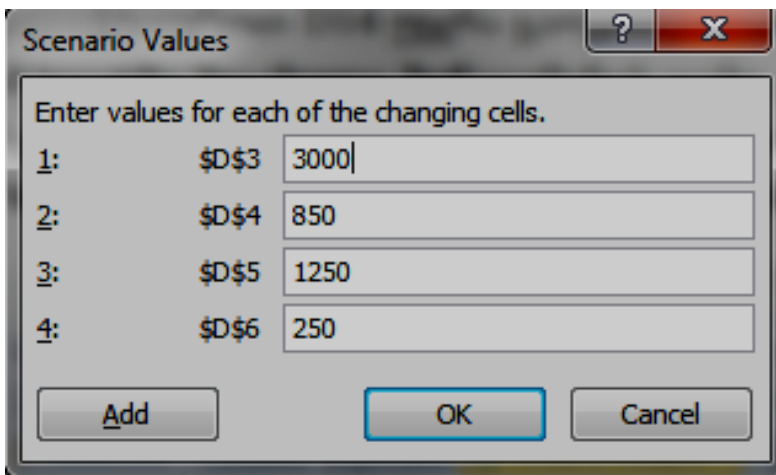 Scenario Values
Enter values for each of the changing cells.
1: $D$3 3000
2: $D$4 850
3: $D$5 1250
4: $D$6 250
Add OK Cancel